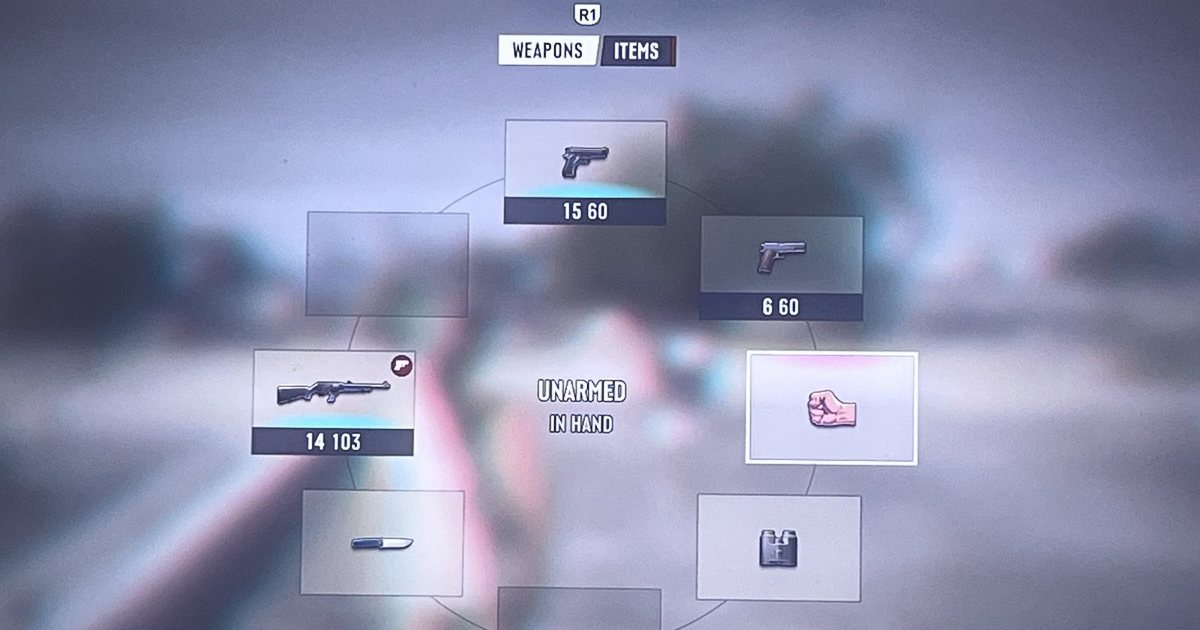 R1
WEAPONS ITEMS
15 60
6 60
14 103
UNARMED
IN HAND